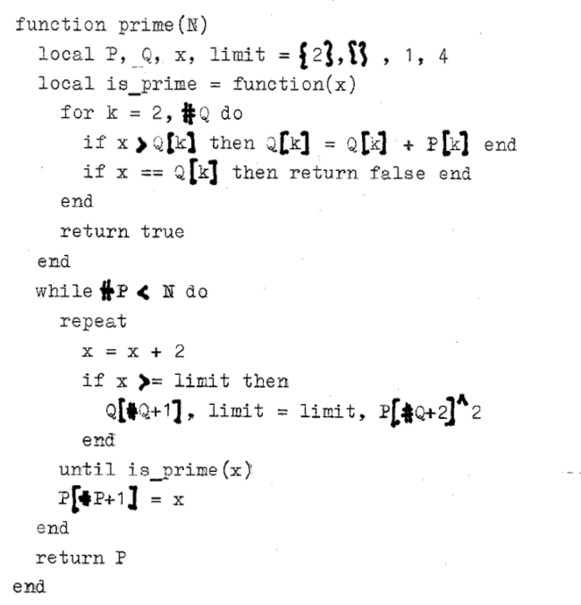 function prime(N)
local P, Q, x, limit = {2},{} , 1, 4
local is_prime = function(x)
for k = 2, #Q do
if x > Q[k] then Q[k] = Q[k] + P[k] end
if x == Q[k] then return false end
end
return true
end
while #P < N do
repeat
x = x + 2
if x >= limit then
Q[#Q+1], limit = limit, P[#Q+2]^2
end
until is_prime(x)
P[#P+1] = x
end
return P
end